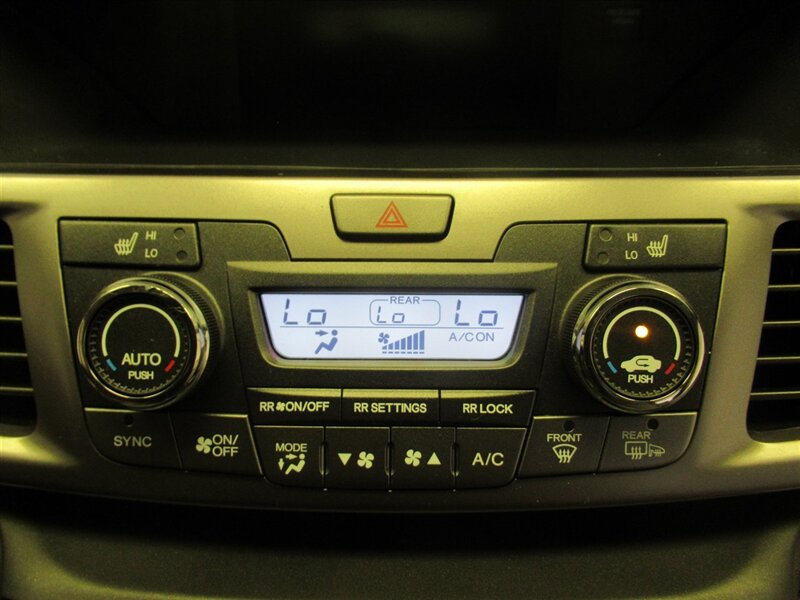 HI
LO
HI
LO
REAR
Lo
Lo
Lo
A/C ON
AUTO
PUSH
PUSH
RR ON/OFF
RR SETTINGS
RR LOCK
SYNC
ON/
OFF
MODE
A/C
FRONT
REAR